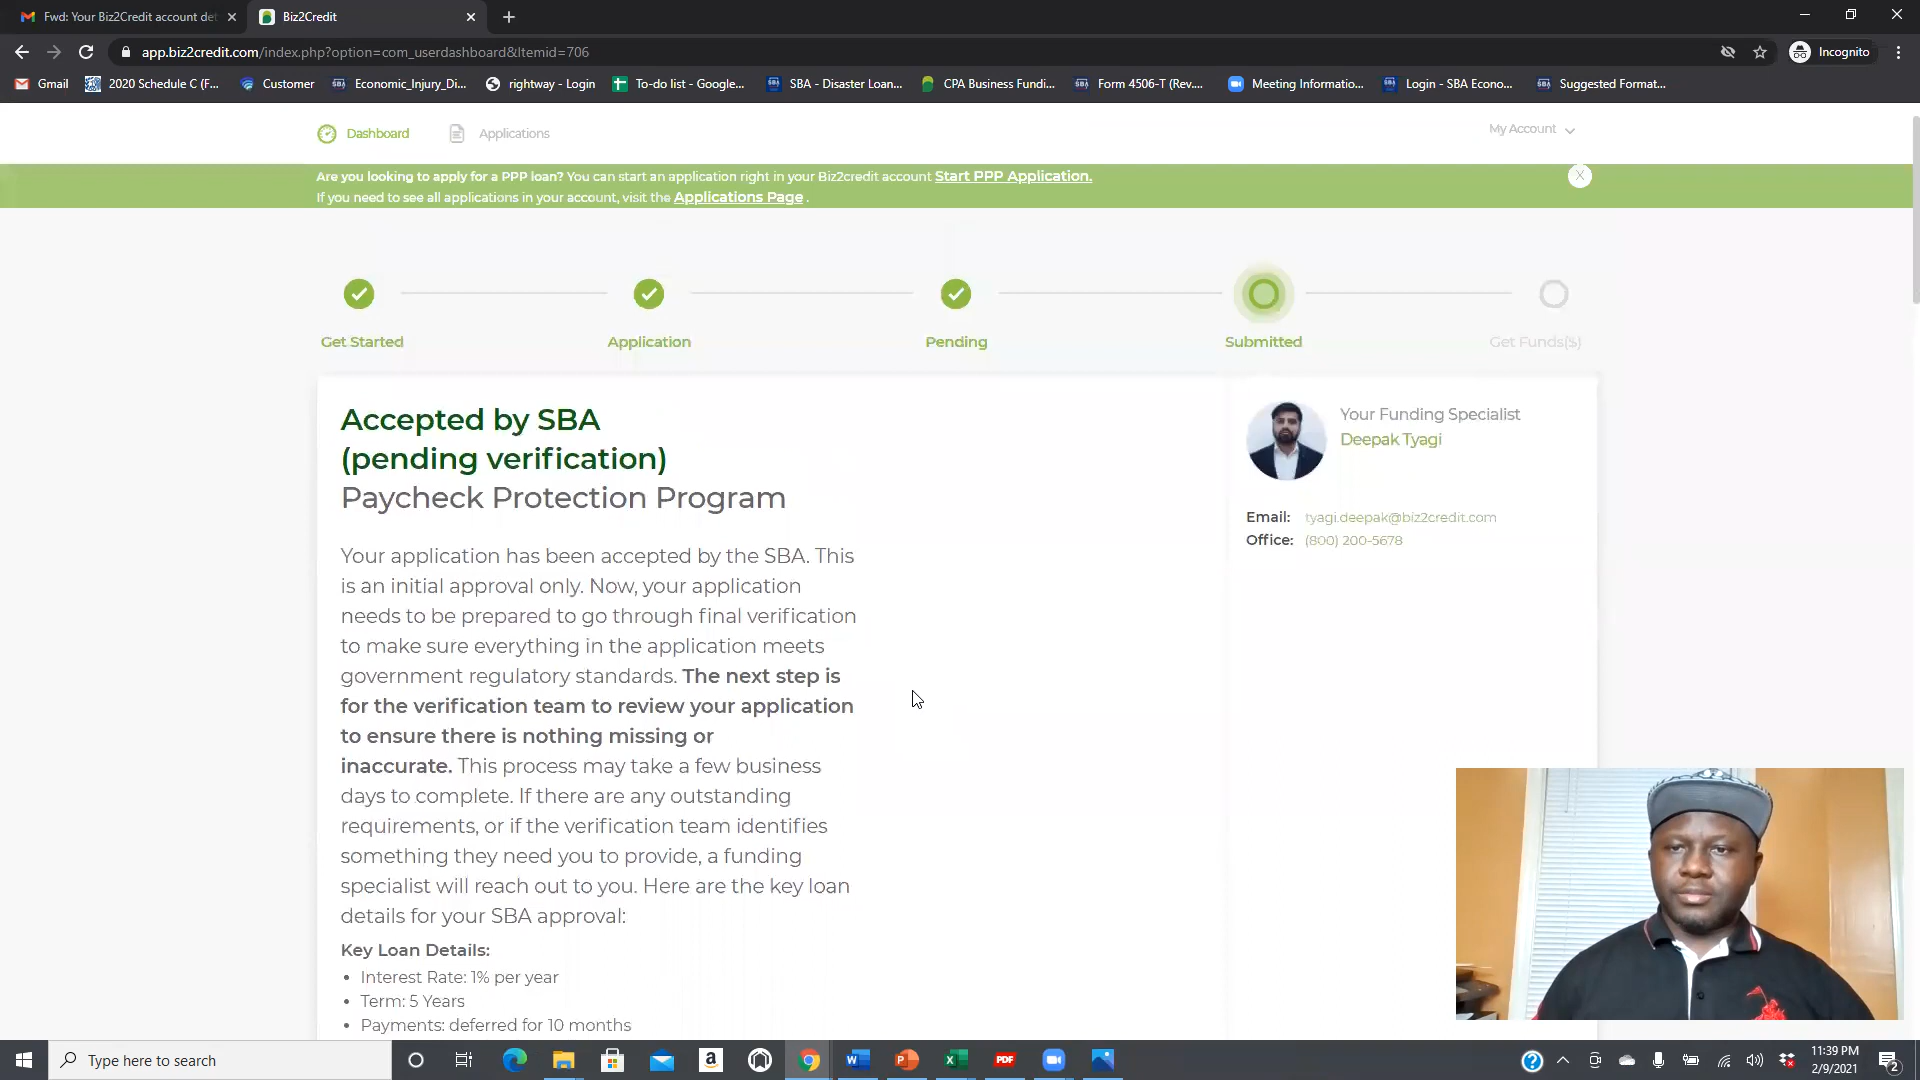 Fwd: Your Biz2Credit account det
Biz2Credit
app.biz2credit.com/index.php?option=com_userdashboard&Itemid=706
Incognito
Gmail
2020 Schedule C (F...
Customer
Economic_Injury_Di...
rightway - Login
To-do list - Google...
SBA - Disaster Loan...
CPA Business Fundi...
Form 4506-T (Rev....
Meeting Informatio...
Login - SBA Econo...
Suggested Format...
Dashboard
Applications
My Account
Are you looking to apply for a PPP loan? You can start an application right in your Biz2credit account Start PPP Application.
If you need to see all applications in your account, visit the Applications Page .
X
Get Started
Application
Pending
Submitted
Get Funds($)
Accepted by SBA
(pending verification)
Paycheck Protection Program
Your application has been accepted by the SBA. This
is an initial approval only. Now, your application
needs to be prepared to go through final verification
to make sure everything in the application meets
government regulatory standards. The next step is
for the verification team to review your application
to ensure there is nothing missing or
inaccurate. This process may take a few business
days to complete. If there are any outstanding
requirements, or if the verification team identifies
something they need you to provide, a funding
specialist will reach out to you. Here are the key loan
details for your SBA approval:
Key Loan Details:
• Interest Rate: 1% per year
• Term: 5 Years
• Payments: deferred for 10 months
Your Funding Specialist
Deepak Tyagi
Email: tyagi.deepak@biz2credit.com
Office: (800) 200-5678
Type here to search
11:39 PM
2/9/2021
2